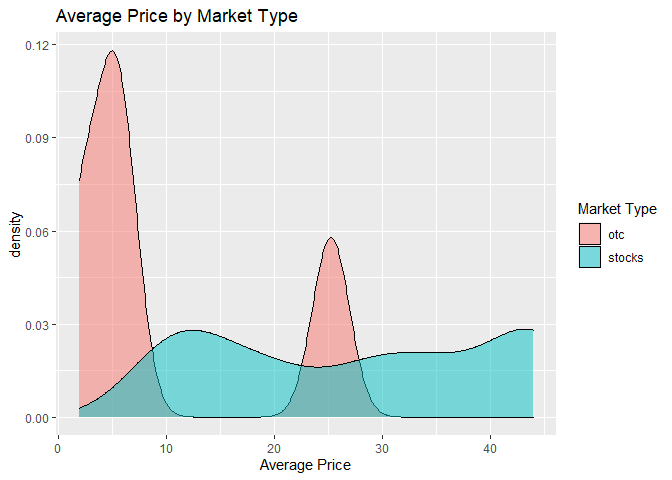 Average Price by Market Type
0.12
0.09
0.06
0.03
0.00
density
0 10 20 30 40
Average Price
Market Type
otc
stocks